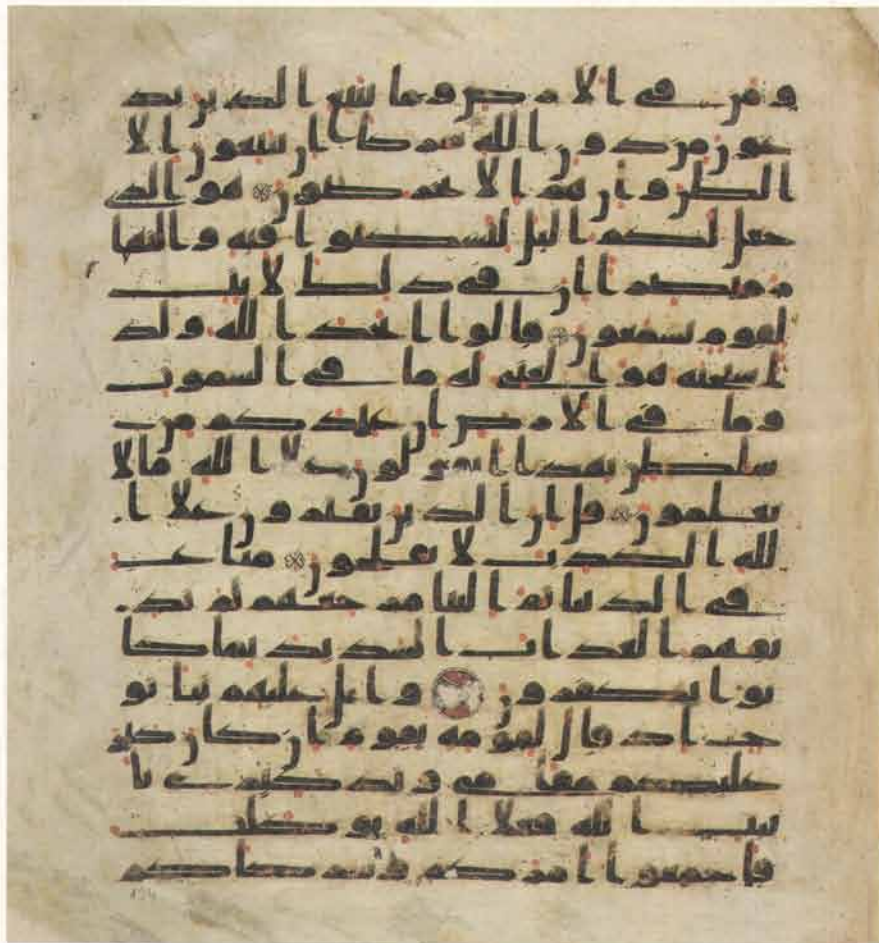 ومن في الارض وما يتبع الذين يد
عون من دون الله شركا ان يتبعون الا
الظن وان هم الا يخرصون هو الذي
جعل لكم اليل لتسكنوا فيه والنها
ر مبصرا ان في ذلك لايت
لقوم يسمعون قالوا اتخذ الله ولد
ا سبحنه هو الغني له ما في السموت
وما في الارض ان عندكم من
سلطن بهذا اتقولون على الله ما لا
تعلمون قل ان الذين يفترون على ا
لله الكذب لا يفلحون متاع
في الدنيا ثم الينا مرجعهم ثم نذ
يقهم العذاب الشديد بما كا
نوا يكفرون واتل عليهم نبا نو
ح اذ قال لقومه يقوم ان كان كبر
عليكم مقامي وتذكيري با
يت الله فعلى الله توكلت
فاجمعوا امركم وشركاكم